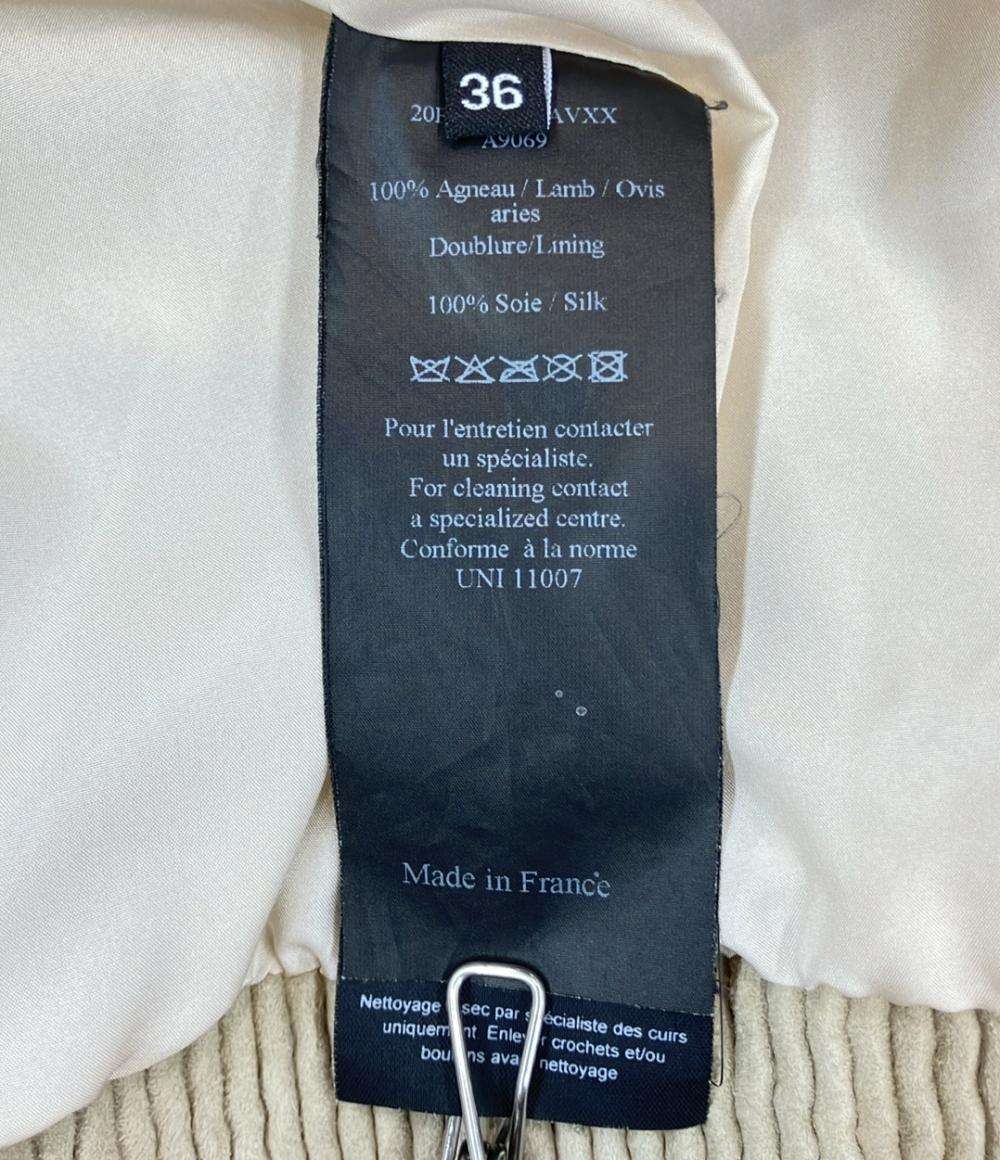 36
20 AVXX
A9069
100% Agneau / Lamb / Ovis
aries
Doublure/Lining
100% Soie / Silk
Pour l'entretien contacter
un spécialiste.
For cleaning contact
a specialized centre.
Conforme à la norme
UNI 11007
Made in France
Nettoyage sec par spécialiste des cuirs
uniquement Enlever crochets et/ou
boutons avant nettoyage